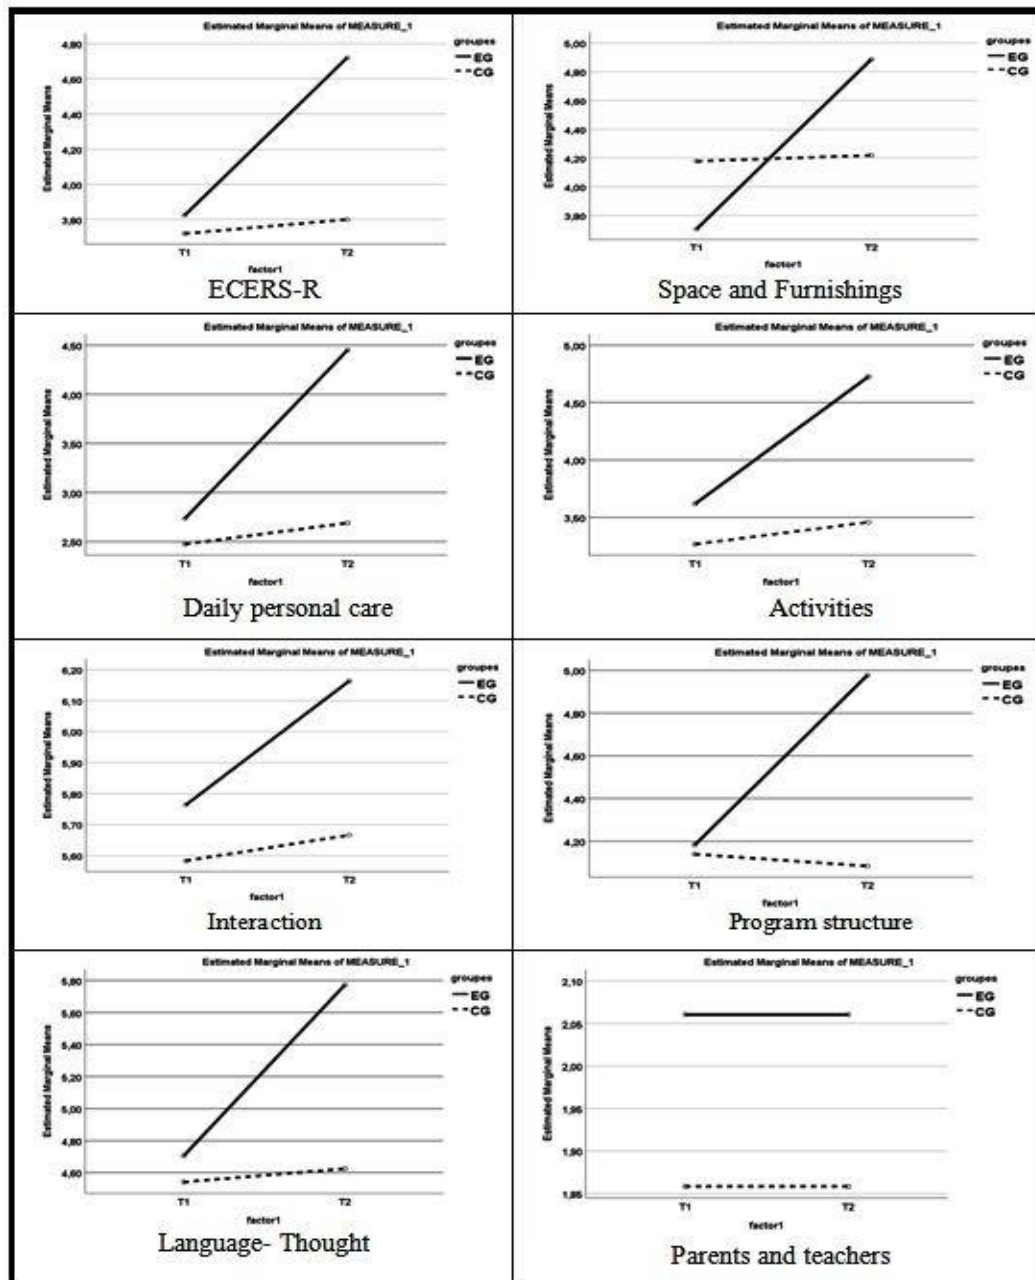 Estimated Marginal Means of MEASURE_1
groupes
EG
CG
Estimated Marginal Means
4,80
4,60
4,40
4,20
4,00
3,80
T1 T2
factor1
ECERS-R
Estimated Marginal Means of MEASURE_1
groupes
EG
CG
Estimated Marginal Means
5,00
4,80
4,60
4,40
4,20
4,00
3,80
T1 T2
factor1
Space and Furnishings
Estimated Marginal Means of MEASURE_1
groupes
EG
CG
Estimated Marginal Means
4,50
4,00
3,50
3,00
2,50
T1 T2
factor1
Daily personal care
Estimated Marginal Means of MEASURE_1
groupes
EG
CG
Estimated Marginal Means
5,00
4,50
4,00
3,50
T1 T2
factor1
Activities
Estimated Marginal Means of MEASURE_1
groupes
EG
CG
Estimated Marginal Means
6,20
6,10
6,00
5,90
5,80
5,70
5,60
T1 T2
factor1
Interaction
Estimated Marginal Means of MEASURE_1
groupes
EG
CG
Estimated Marginal Means
5,00
4,80
4,60
4,40
4,20
T1 T2
factor1
Program structure
Estimated Marginal Means of MEASURE_1
groupes
EG
CG
Estimated Marginal Means
5,80
5,60
5,40
5,20
5,00
4,80
4,60
T1 T2
factor1
Language- Thought
Estimated Marginal Means of MEASURE_1
groupes
EG
CG
Estimated Marginal Means
2,10
2,05
2,00
1,95
1,90
1,85
T1 T2
factor1
Parents and teachers